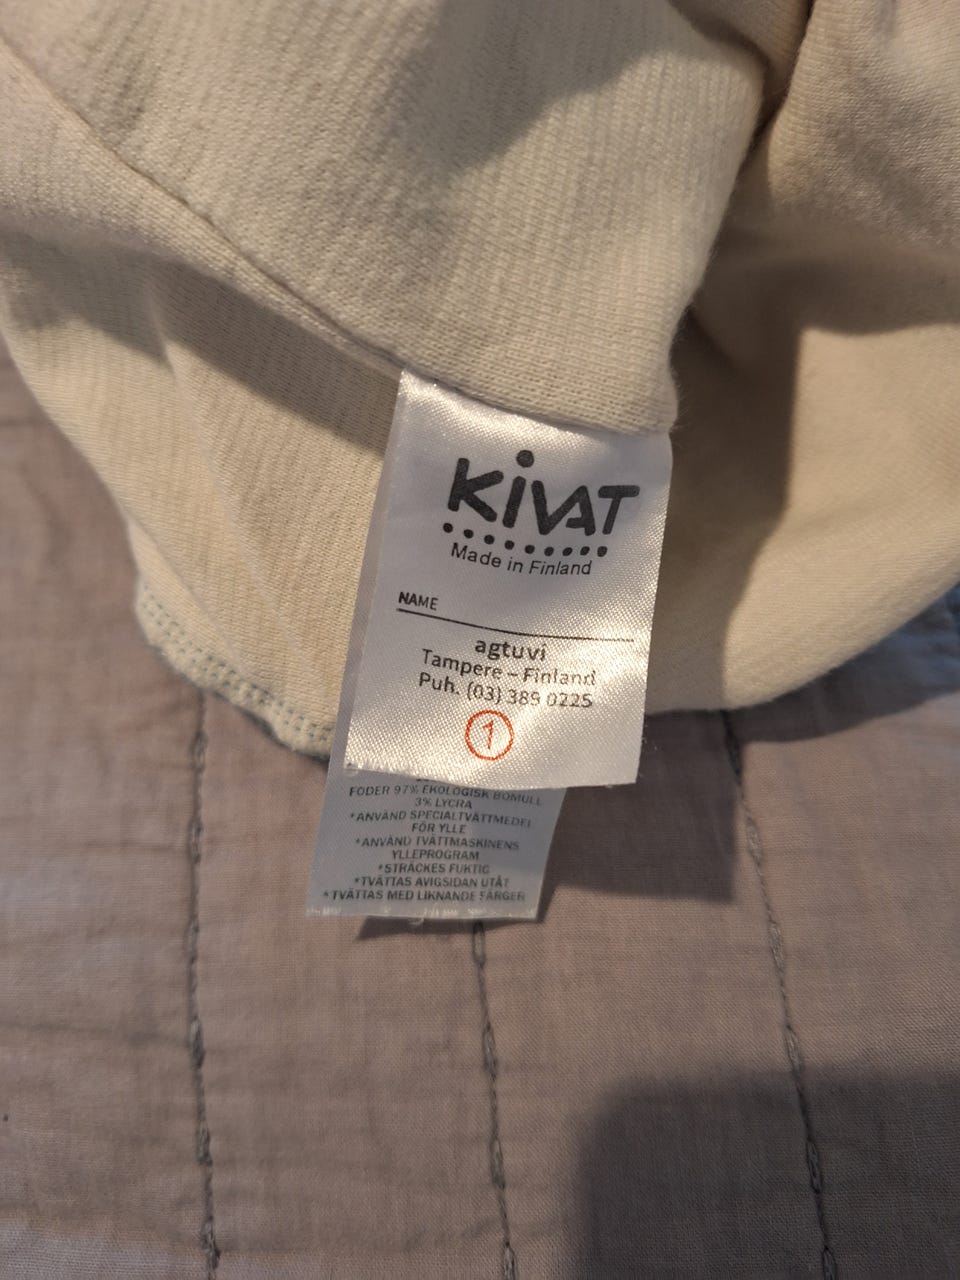 KIVAT
Made in Finland
NAME
agtuvi
Tampere – Finland
Puh. (03) 389 0225
1
FODER 97% EKOLOGISK BOMULL
3% LYCRA
*ANVÄND SPECIALTVÄTTMEDEL
FÖR YLLE
*ANVÄND TVÄTTMASKINENS
YLLEPROGRAM
*STRÄCKES FUKTIG
*TVÄTTAS AVIGSIDAN UTÅT
*TVÄTTAS MED LIKNANDE FÄRGER